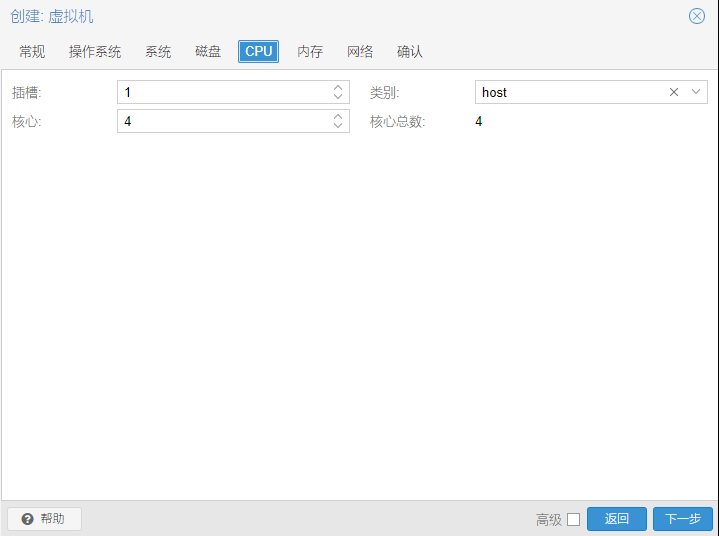 创建: 虚拟机
常规 操作系统 系统 磁盘 CPU 内存 网络 确认
插槽: 1 类别: host
核心: 4 核心总数: 4
帮助 高级 返回 下一步